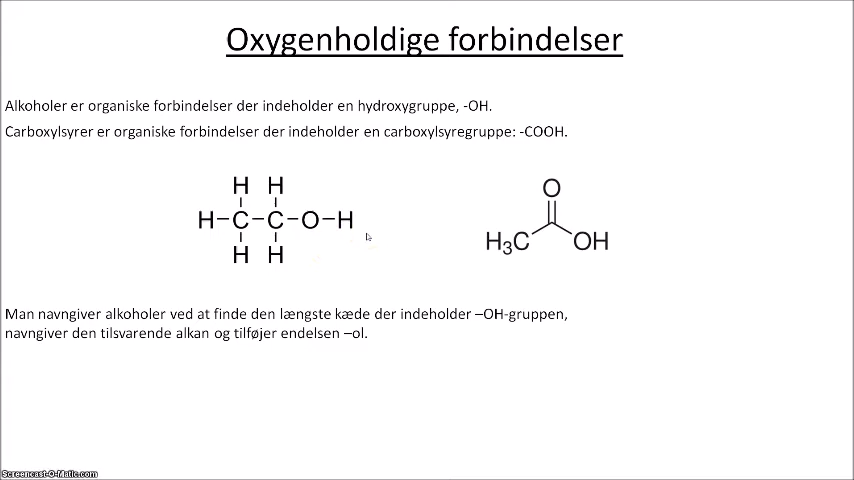 Oxygenholdige forbindelser
Alkoholer er organiske forbindelser der indeholder en hydroxygruppe, -OH.
Carboxylsyrer er organiske forbindelser der indeholder en carboxylsyregruppe: -COOH.
H H
H-C-C-O-H
H H
O
H3C OH
Man navngiver alkoholer ved at finde den længste kæde der indeholder –OH-gruppen,
navngiver den tilsvarende alkan og tilføjer endelsen –ol.
Screencast-O-Matic.com